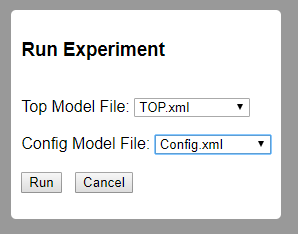 Run Experiment
Top Model File: TOP.xml
Config Model File: Config.xml
Run Cancel